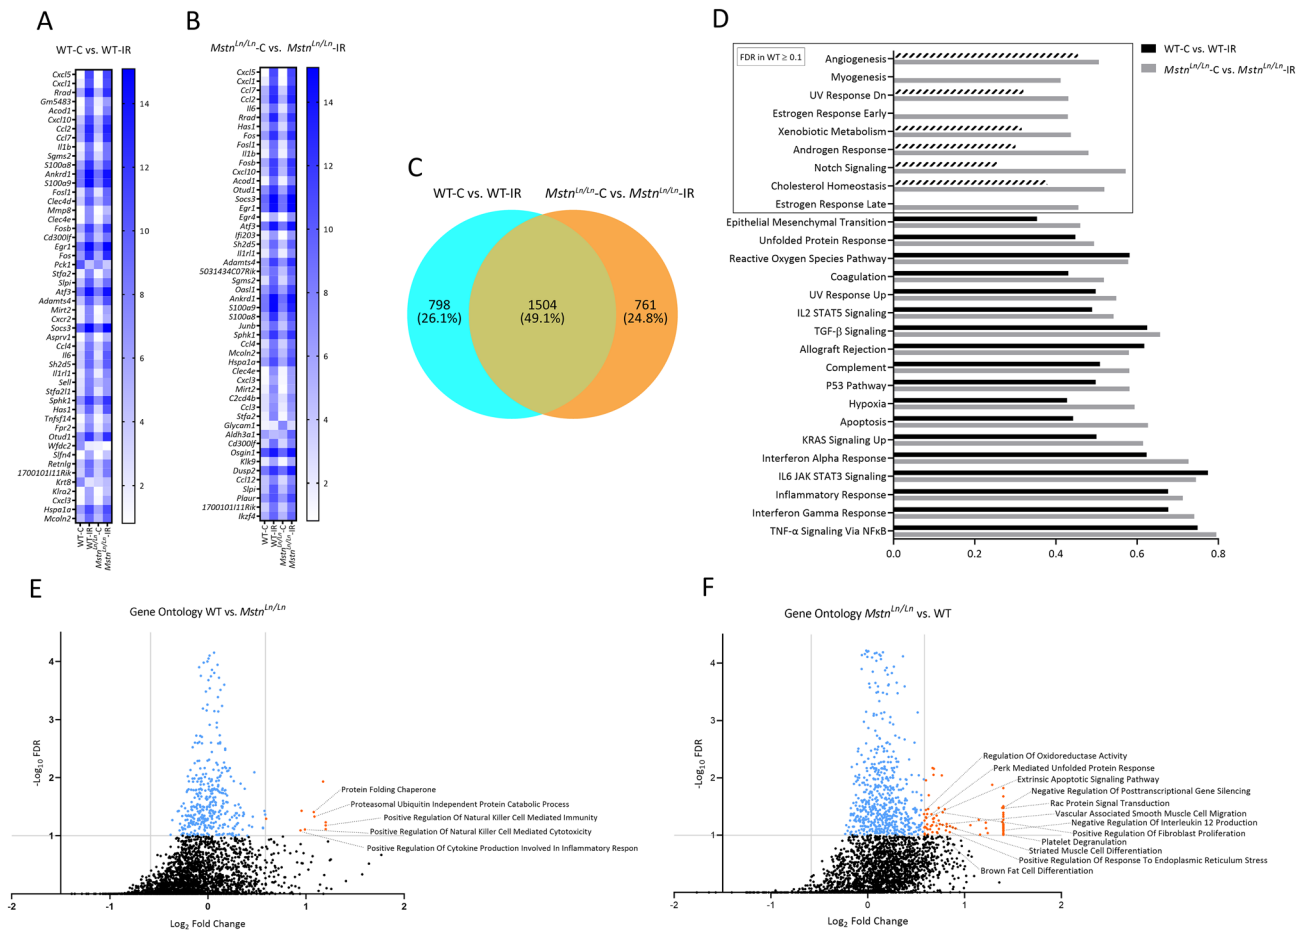 A
WT-C vs. WT-IR
Cxcl5
Cxcl1
Rrad
Gm5483
Acod1
Cxcl10
Ccl2
Ccl7
Il1b
Sgms2
S100a8
Ankrd1
S100a9
Fosl1
Clec4d
Mmp8
Clec4e
Fosb
Cd300lf
Egr1
Fos
Pck1
Stfa2
Slpi
Atf3
Adamts4
Mirt2
Cxcr2
Socs3
Asprv1
Ccl4
Il6
Sh2d5
Il1rl1
Sell
Stfa2l1
Sphk1
Has1
Tnfsf14
Fpr2
Otud1
Wfdc2
Slfn4
Retnlg
1700101I11Rik
Krt8
Klra2
Cxcl3
Hspa1a
Mcoln2
WT-C
WT-IR
Mstn^Ln/Ln-C
Mstn^Ln/Ln-IR
14
12
10
8
6
4
2
B
Mstn^Ln/Ln-C vs. Mstn^Ln/Ln-IR
Cxcl5
Cxcl1
Ccl7
Ccl2
Il6
Rrad
Has1
Fos
Fosl1
Il1b
Fosb
Cxcl10
Acod1
Otud1
Socs3
Egr1
Egr4
Atf3
Ifi203
Sh2d5
Il1rl1
Adamts4
5031434C07Rik
Sgms2
Oasl1
Ankrd1
S100a9
S100a8
Junb
Sphk1
Ccl4
Mcoln2
Hspa1a
Clec4e
Cxcl3
Mirt2
C2cd4b
Ccl3
Stfa2
Glycam1
Aldh3a1
Cd300lf
Osgin1
Klk9
Dusp2
Ccl12
Slpi
Plaur
1700101I11Rik
Ikzf4
WT-C
WT-IR
Mstn^Ln/Ln-C
Mstn^Ln/Ln-IR
14
12
10
8
6
4
2
C
WT-C vs. WT-IR
Mstn^Ln/Ln-C vs. Mstn^Ln/Ln-IR
798
(26.1%)
1504
(49.1%)
761
(24.8%)
D
FDR in WT ≥ 0.1
WT-C vs. WT-IR
Mstn^Ln/Ln-C vs. Mstn^Ln/Ln-IR
Angiogenesis
Myogenesis
UV Response Dn
Estrogen Response Early
Xenobiotic Metabolism
Androgen Response
Notch Signaling
Cholesterol Homeostasis
Estrogen Response Late
Epithelial Mesenchymal Transition
Unfolded Protein Response
Reactive Oxygen Species Pathway
Coagulation
UV Response Up
IL2 STAT5 Signaling
TGF-β Signaling
Allograft Rejection
Complement
P53 Pathway
Hypoxia
Apoptosis
KRAS Signaling Up
Interferon Alpha Response
IL6 JAK STAT3 Signaling
Inflammatory Response
Interferon Gamma Response
TNF-α Signaling Via NFκB
0.0 0.2 0.4 0.6 0.8
E
Gene Ontology WT vs. Mstn^Ln/Ln
-Log10 FDR
4
3
2
1
0
Protein Folding Chaperone
Proteasomal Ubiquitin Independent Protein Catabolic Process
Positive Regulation Of Natural Killer Cell Mediated Immunity
Positive Regulation Of Natural Killer Cell Mediated Cytotoxicity
Positive Regulation Of Cytokine Production Involved In Inflammatory Respon
-2 -1 0 1 2
Log2 Fold Change
F
Gene Ontology Mstn^Ln/Ln vs. WT
-Log10 FDR
4
3
2
1
0
Regulation Of Oxidoreductase Activity
Perk Mediated Unfolded Protein Response
Extrinsic Apoptotic Signaling Pathway
Negative Regulation Of Posttranscriptional Gene Silencing
Rac Protein Signal Transduction
Vascular Associated Smooth Muscle Cell Migration
Negative Regulation Of Interleukin 12 Production
Positive Regulation Of Fibroblast Proliferation
Platelet Degranulation
Striated Muscle Cell Differentiation
Positive Regulation Of Response To Endoplasmic Reticulum Stress
Brown Fat Cell Differentiation
-2 -1 0 1 2
Log2 Fold Change